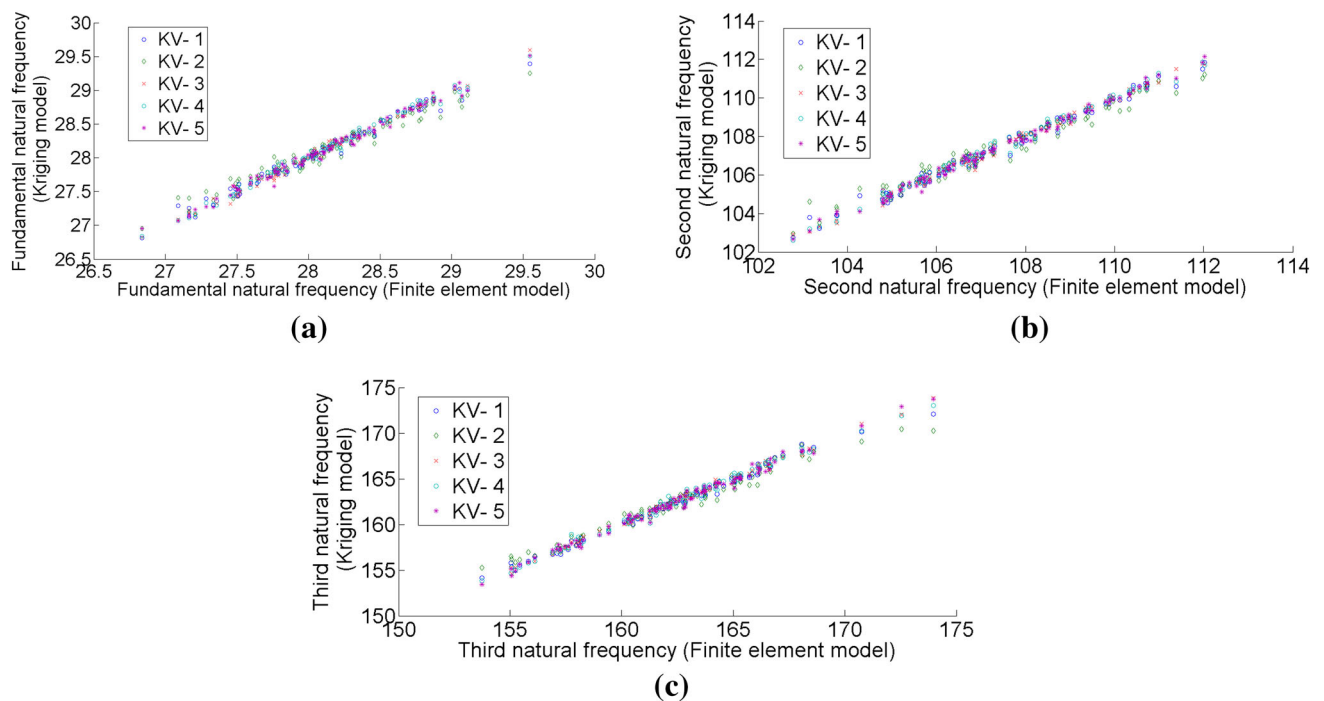 30
29.5
29
28.5
28
27.5
27
26.5
26.5 27 27.5 28 28.5 29 29.5 30
KV- 1
KV- 2
KV- 3
KV- 4
KV- 5
Fundamental natural frequency
(Kriging model)
Fundamental natural frequency (Finite element model)
(a)
114
112
110
108
106
104
102
102 104 106 108 110 112 114
KV- 1
KV- 2
KV- 3
KV- 4
KV- 5
Second natural frequency
(Kriging model)
Second natural frequency (Finite element model)
(b)
175
170
165
160
155
150
150 155 160 165 170 175
KV- 1
KV- 2
KV- 3
KV- 4
KV- 5
Third natural frequency
(Kriging model)
Third natural frequency (Finite element model)
(c)